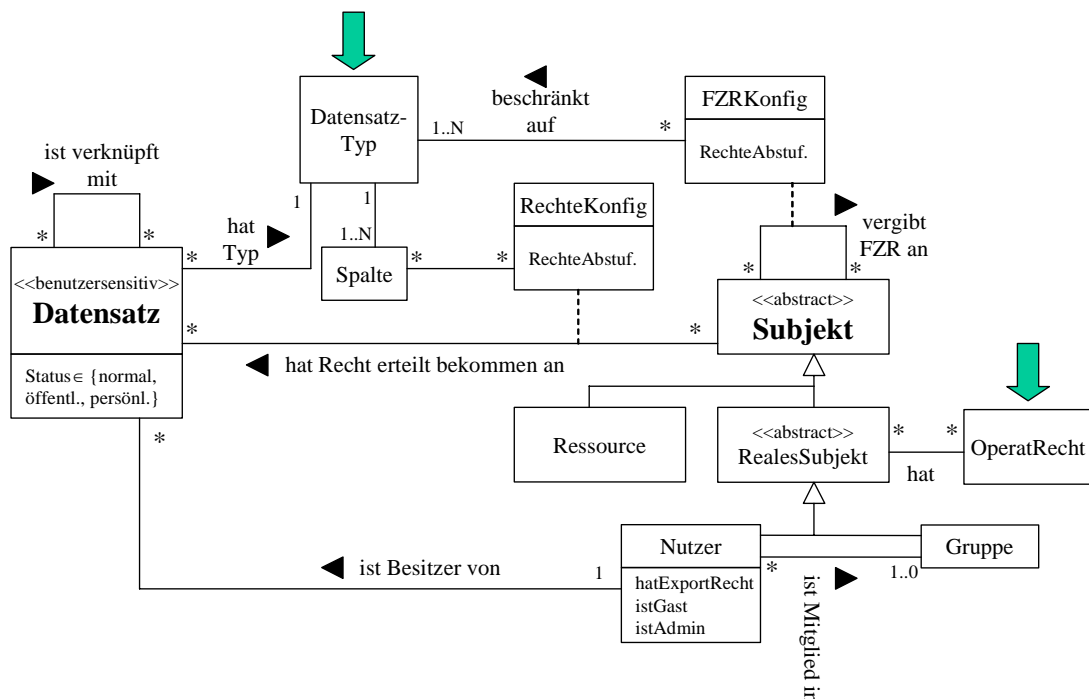 Datensatz-
Typ
1..N
beschränkt
auf
*
FZRKonfig
RechteAbstuf.
ist verknüpft
mit
*
*
hat
Typ
*
1
1
1..N
Spalte
*
*
RechteKonfig
RechteAbstuf.
vergibt
FZR an
*
*
<<benutzersensitiv>>
Datensatz
Status∈ {normal,
öffentl., persönl.}
*
*
hat Recht erteilt bekommen an
<<abstract>>
Subjekt
Ressource
<<abstract>>
RealesSubjekt
*
*
hat
OperatRecht
*
ist Besitzer von
1
Nutzer
hatExportRecht
istGast
istAdmin
*
1..0
ist Mitglied in
Gruppe